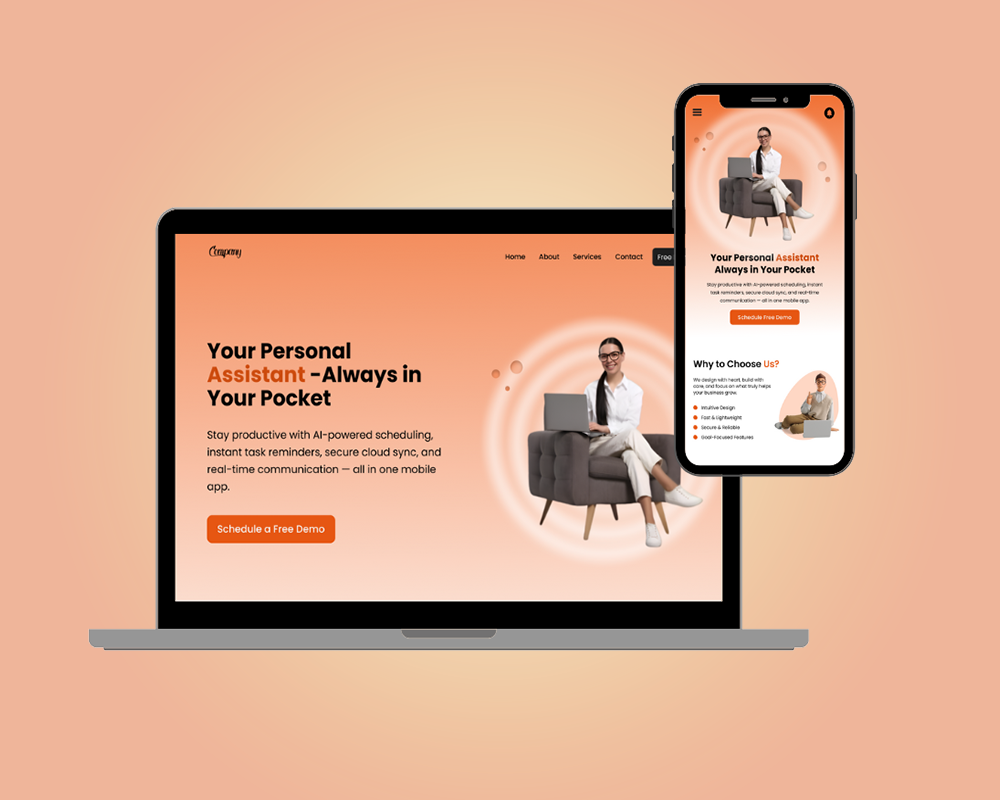 Company
Home About Services Contact Free
Your Personal
Assistant -Always in
Your Pocket
Stay productive with AI-powered scheduling,
instant task reminders, secure cloud sync, and
real-time communication — all in one mobile
app.
Schedule a Free Demo
Your Personal Assistant
Always in Your Pocket
Stay productive with AI-powered scheduling, instant
task reminders, secure cloud sync, and real-time
communication — all in one mobile app.
Schedule Free Demo
Why to Choose Us?
We design with heart, build with
care, and focus on what truly helps
your business grow.
Intuitive Design
Fast & Lightweight
Secure & Reliable
Goal-Focused Features